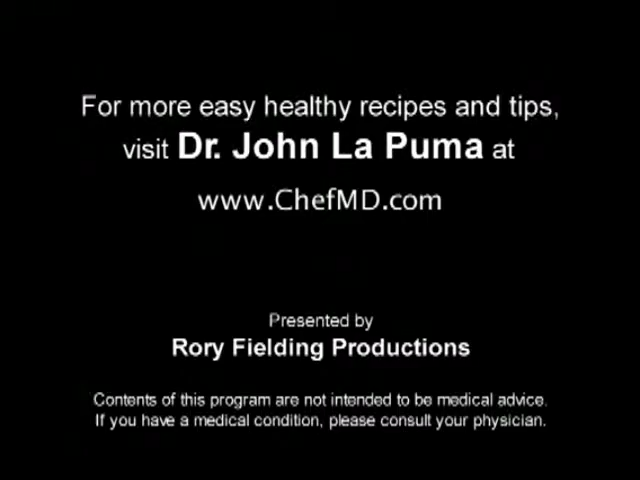 For more easy healthy recipes and tips,
visit Dr. John La Puma at
www.ChefMD.com
Presented by
Rory Fielding Productions
Contents of this program are not intended to be medical advice.
If you have a medical condition, please consult your physician.